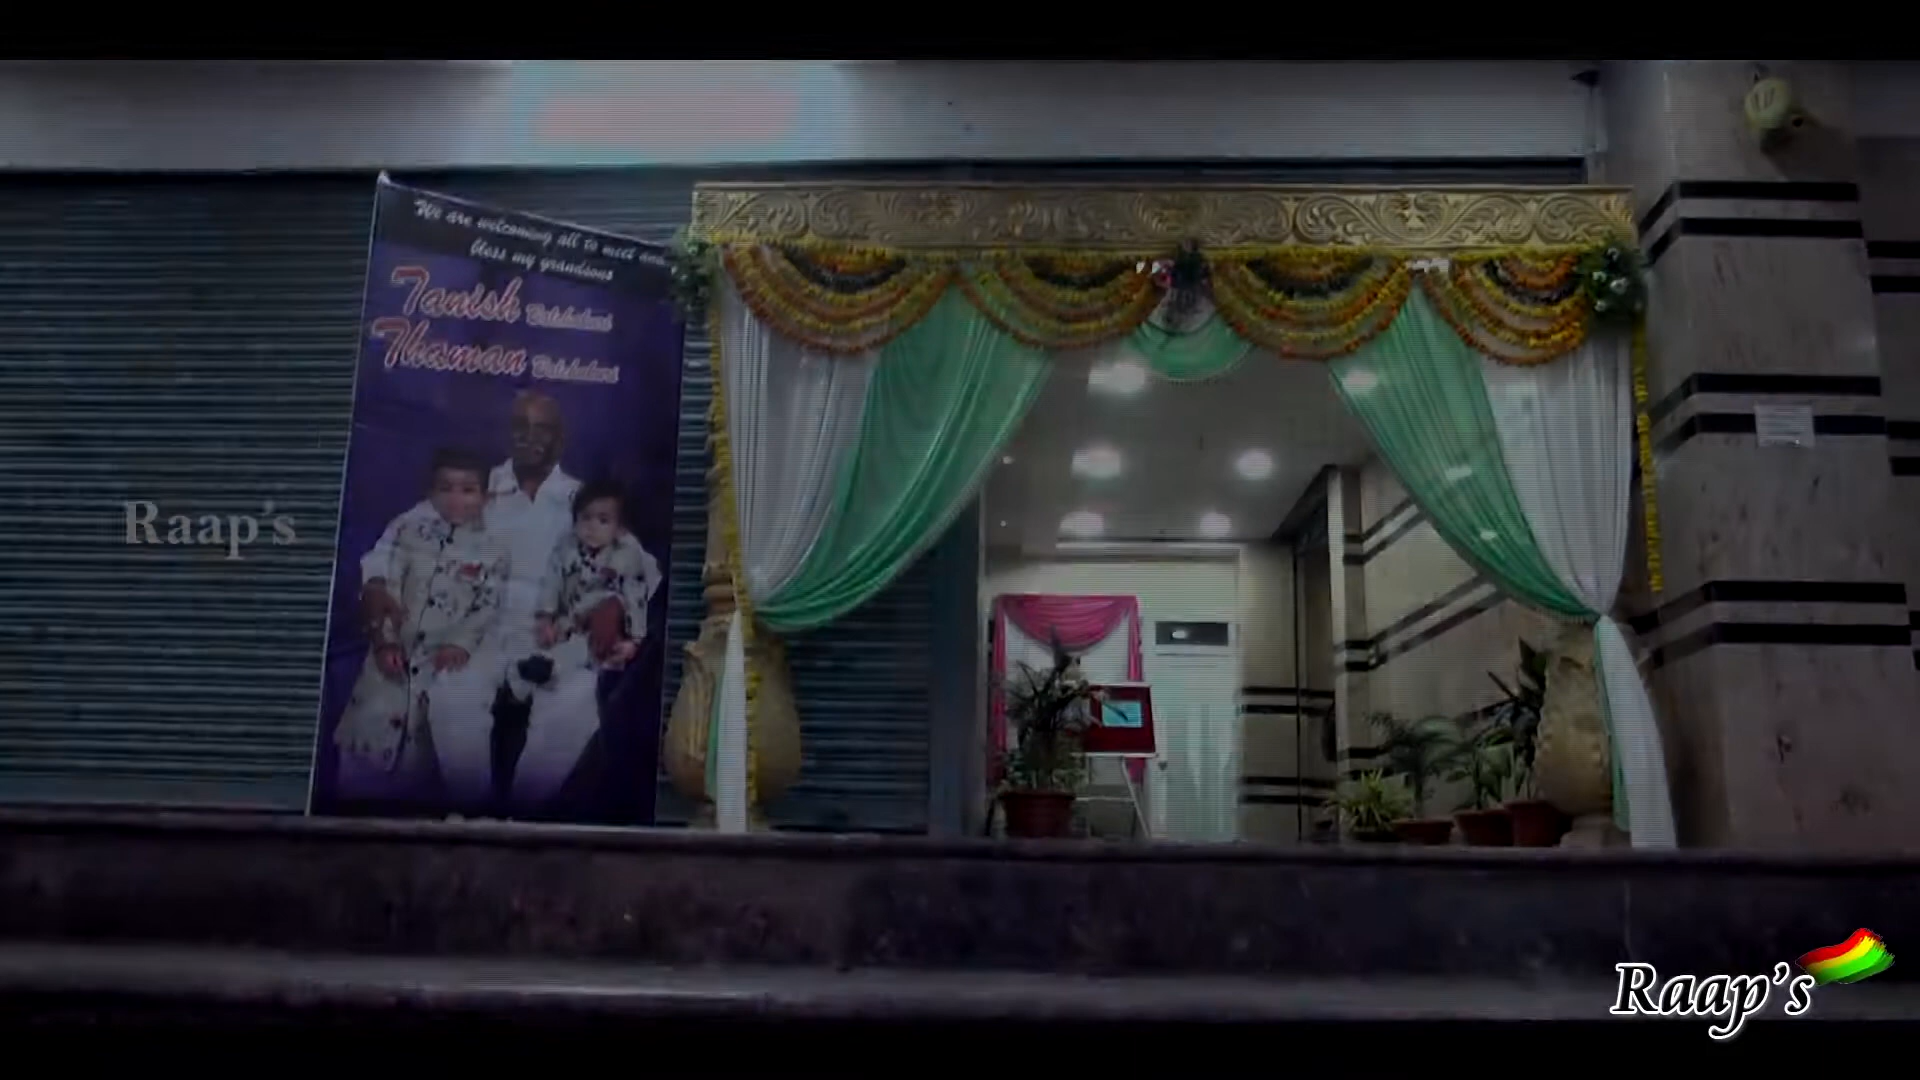 We are welcoming all to meet and
bless my grandsons
Tanish
Thaman
Raap's
Raap's